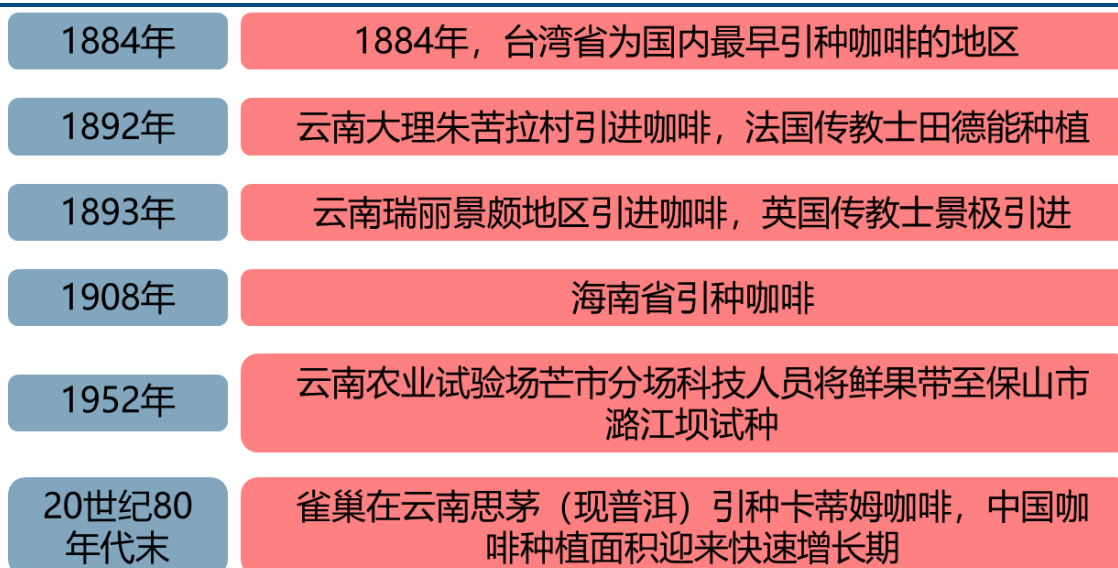 1884年
1884年，台湾省为国内最早引种咖啡的地区
1892年
云南大理朱苦拉村引进咖啡，法国传教士田德能种植
1893年
云南瑞丽景颇地区引进咖啡，英国传教士景极引进
1908年
海南省引种咖啡
1952年
云南农业试验场芒市分场科技人员将鲜果带至保山市
潞江坝试种
20世纪80
年代末
雀巢在云南思茅（现普洱）引种卡蒂姆咖啡，中国咖
啡种植面积迎来快速增长期